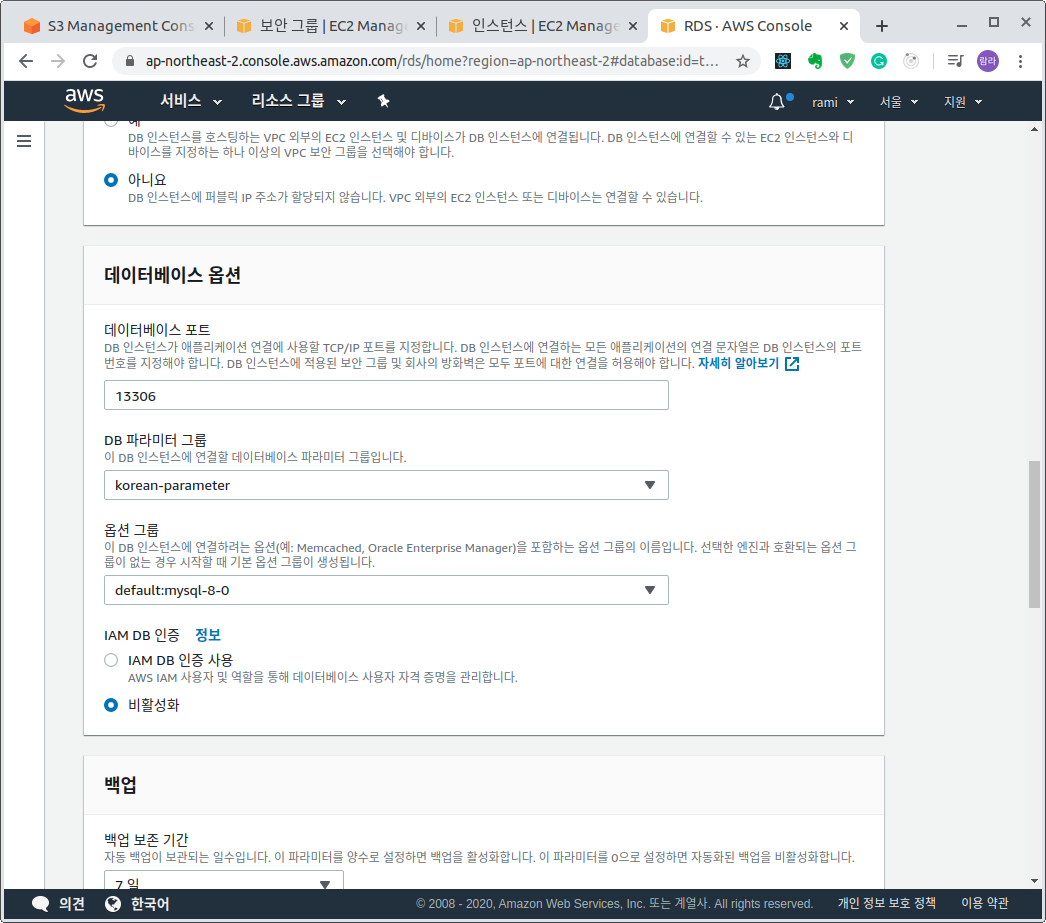 S3 Management Cons
보안 그룹 | EC2 Manag
인스턴스 | EC2 Manage
RDS · AWS Console
ap-northeast-2.console.aws.amazon.com/rds/home?region=ap-northeast-2#database:id=t...
람라
aws
서비스
리소스 그룹
rami
서울
지원
예
DB 인스턴스를 호스팅하는 VPC 외부의 EC2 인스턴스 및 디바이스가 DB 인스턴스에 연결됩니다. DB 인스턴스에 연결할 수 있는 EC2 인스턴스와 디
바이스를 지정하는 하나 이상의 VPC 보안 그룹을 선택해야 합니다.
아니요
DB 인스턴스에 퍼블릭 IP 주소가 할당되지 않습니다. VPC 외부의 EC2 인스턴스 또는 디바이스는 연결할 수 있습니다.
데이터베이스 옵션
데이터베이스 포트
DB 인스턴스가 애플리케이션 연결에 사용할 TCP/IP 포트를 지정합니다. DB 인스턴스에 연결하는 모든 애플리케이션의 연결 문자열은 DB 인스턴스의 포트
번호를 지정해야 합니다. DB 인스턴스에 적용된 보안 그룹 및 회사의 방화벽은 모두 포트에 대한 연결을 허용해야 합니다. 자세히 알아보기
13306
DB 파라미터 그룹
이 DB 인스턴스에 연결할 데이터베이스 파라미터 그룹입니다.
korean-parameter
옵션 그룹
이 DB 인스턴스에 연결하려는 옵션(예: Memcached, Oracle Enterprise Manager)을 포함하는 옵션 그룹의 이름입니다. 선택한 엔진과 호환되는 옵션 그
룹이 없는 경우 시작할 때 기본 옵션 그룹이 생성됩니다.
default:mysql-8-0
IAM DB 인증 정보
IAM DB 인증 사용
AWS IAM 사용자 및 역할을 통해 데이터베이스 사용자 자격 증명을 관리합니다.
비활성화
백업
백업 보존 기간
자동 백업이 보관되는 일수입니다. 이 파라미터를 양수로 설정하면 백업을 활성화합니다. 이 파라미터를 0으로 설정하면 자동화된 백업을 비활성화합니다.
7 일
의견
한국어
© 2008 - 2020, Amazon Web Services, Inc. 또는 계열사. All rights reserved.
개인 정보 보호 정책
이용 약관